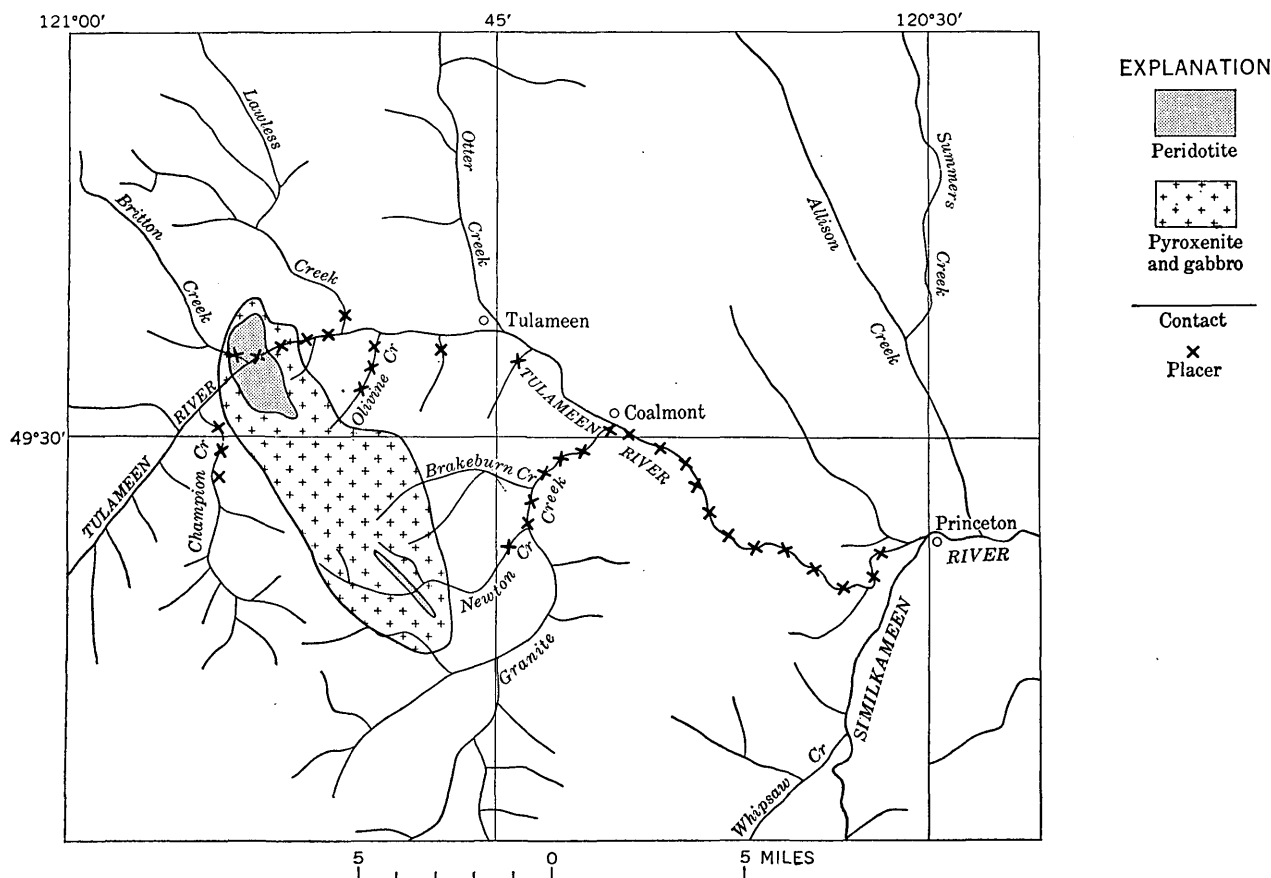 121°00'
45'
120°30'
Lawless
Creek
Britton
Creek
Otter
Creek
Summers
Creek
Allison
Creek
EXPLANATION
Peridotite
Pyroxenite
and gabbro
Contact
Placer
Tulameen
Olivine Cr
TULAMEEN
RIVER
Coalmont
49°30'
TULAMEEN
RIVER
Champion Cr
Brakeburn Cr
Newton Cr
Granite
Creek
Princeton
RIVER
SIMILKAMEEN
Whipsaw Cr
5 0 5 MILES